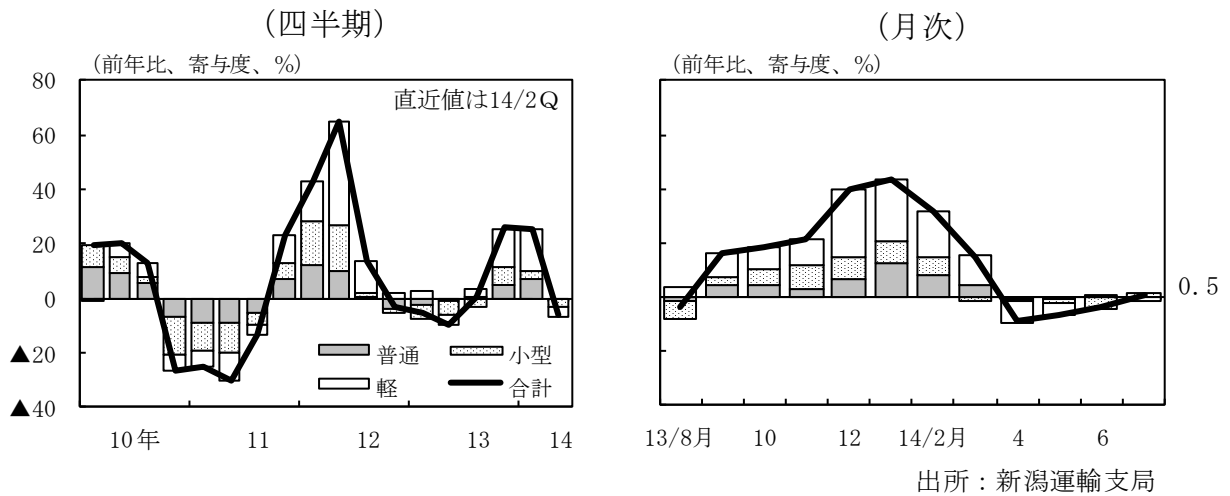 (四半期)
(前年比、寄与度、%)
80
60
40
20
0
▲20
▲40
直近値は14/2Q
普通
小型
軽
合計
10年
11
12
13
14
(月次)
(前年比、寄与度、%)
0.5
13/8月
10
12
14/2月
4
6
出所：新潟運輸支局